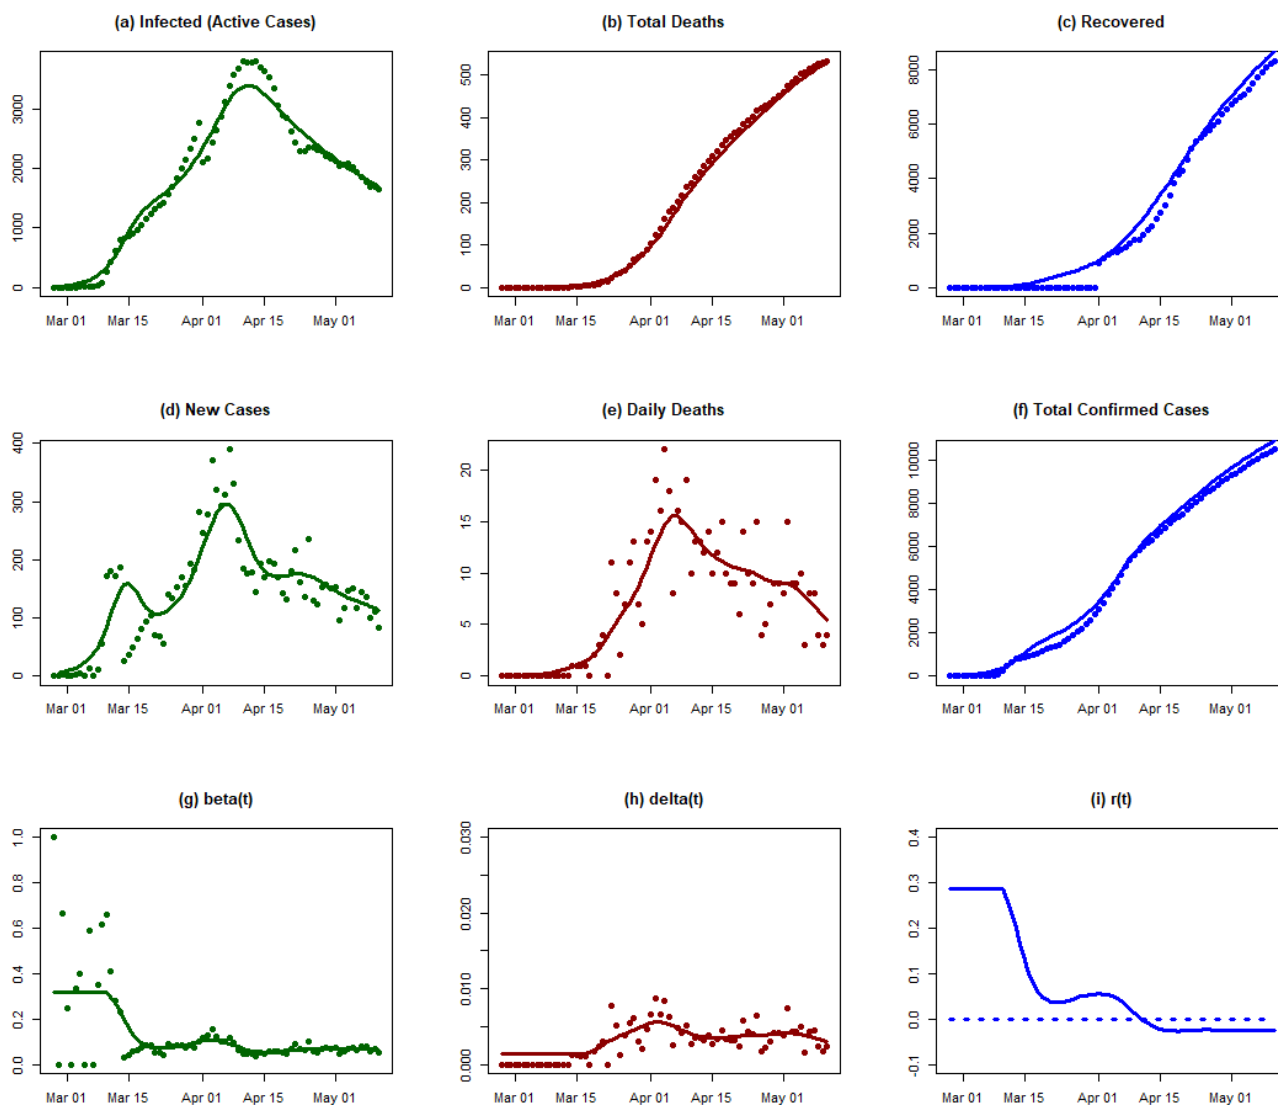 (a) Infected (Active Cases)
(b) Total Deaths
(c) Recovered
3000
2000
1000
0
500
400
300
200
100
0
8000
6000
4000
2000
0
Mar 01 Mar 15 Apr 01 Apr 15 May 01
Mar 01 Mar 15 Apr 01 Apr 15 May 01
Mar 01 Mar 15 Apr 01 Apr 15 May 01
(d) New Cases
(e) Daily Deaths
(f) Total Confirmed Cases
400
300
200
100
0
20
15
10
5
0
10000
8000
6000
4000
2000
0
Mar 01 Mar 15 Apr 01 Apr 15 May 01
Mar 01 Mar 15 Apr 01 Apr 15 May 01
Mar 01 Mar 15 Apr 01 Apr 15 May 01
(g) beta(t)
(h) delta(t)
(i) r(t)
1.0
0.8
0.6
0.4
0.2
0.0
0.030
0.020
0.010
0.000
0.4
0.3
0.2
0.1
0.0
-0.1
Mar 01 Mar 15 Apr 01 Apr 15 May 01
Mar 01 Mar 15 Apr 01 Apr 15 May 01
Mar 01 Mar 15 Apr 01 Apr 15 May 01